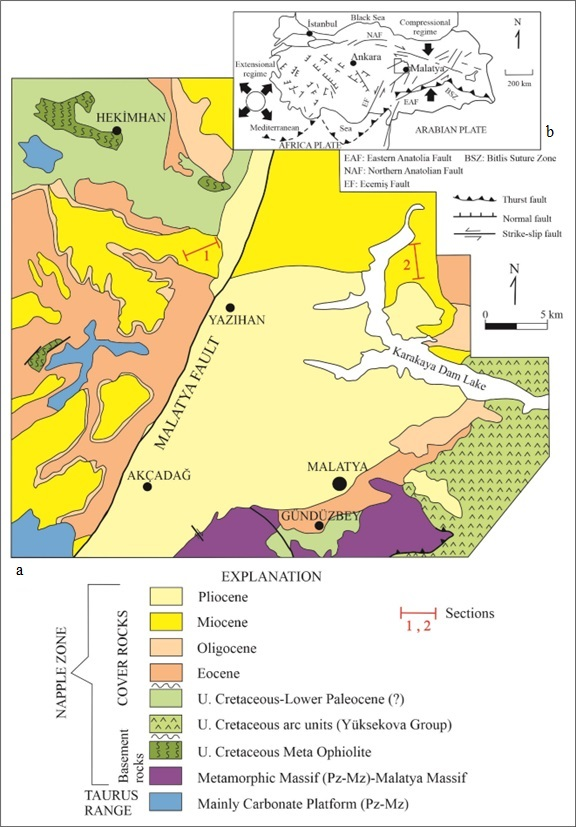 Black Sea
İstanbul
Compressional
regime
N
NAF
Ankara
Malatya
Extensional
regime
200 km
EF
EAF
BSZ
Mediterranean
Sea
ARABIAN PLATE
AFRICA PLATE
b
EAF: Eastern Anatolia Fault BSZ: Bitlis Suture Zone
NAF: Northern Anatolian Fault
EF: Ecemiş Fault
Thurst fault
Normal fault
Strike-slip fault
N
0 5 km
HEKİMHAN
1
2
YAZIHAN
MALATYA FAULT
Karakaya Dam Lake
AKÇADAĞ
MALATYA
GÜNDÜZBEY
a
EXPLANATION
NAPPLE ZONE
COVER ROCKS
Pliocene
Miocene
Oligocene
Eocene
U. Cretaceous-Lower Paleocene (?)
U. Cretaceous arc units (Yüksekova Group)
Basement
rocks
U. Cretaceous Meta Ophiolite
Metamorphic Massif (Pz-Mz)-Malatya Massif
TAURUS
RANGE
Mainly Carbonate Platform (Pz-Mz)
Sections
1 , 2